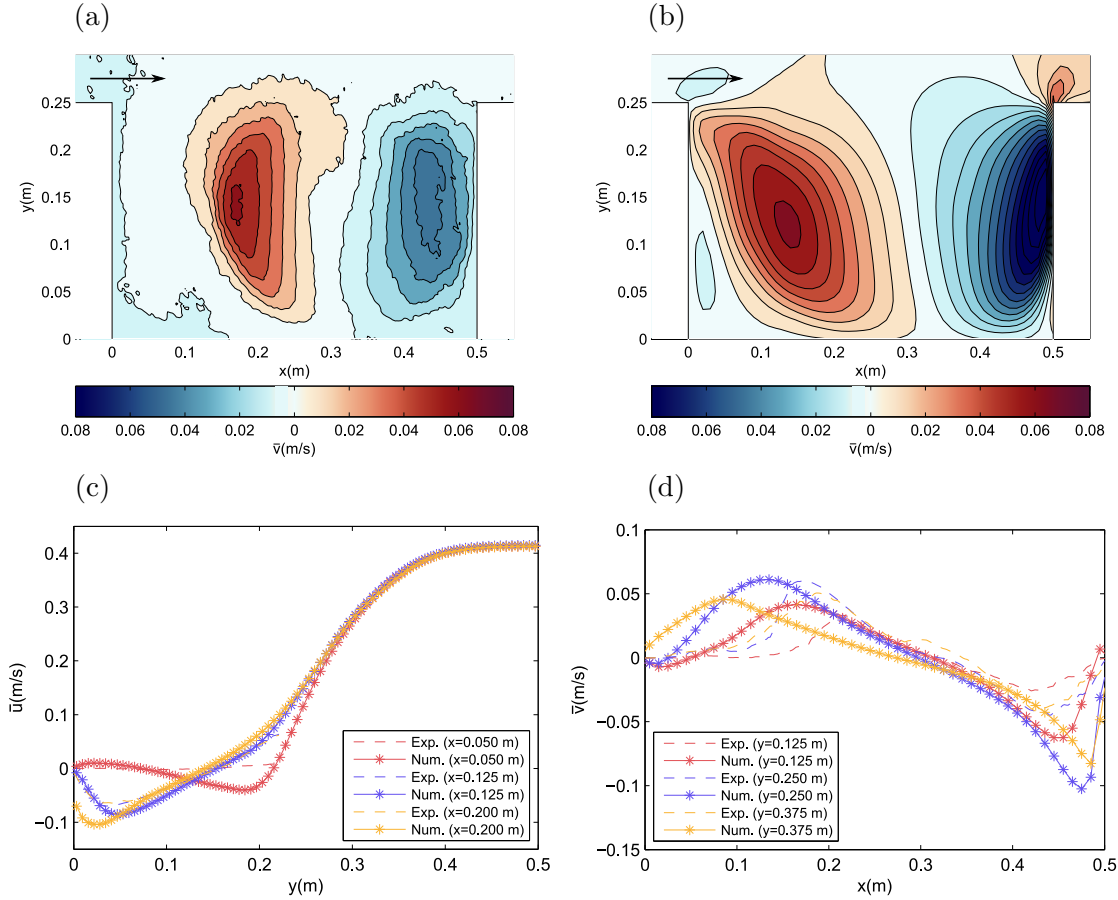 (a)
y(m)
0.25
0.2
0.15
0.1
0.05
0
0 0.1 0.2 0.3 0.4 0.5
x(m)
0.08 0.06 0.04 0.02 0 0.02 0.04 0.06 0.08
v̄(m/s)
(b)
y(m)
0.25
0.2
0.15
0.1
0.05
0
0 0.1 0.2 0.3 0.4 0.5
x(m)
0.08 0.06 0.04 0.02 0 0.02 0.04 0.06 0.08
v̄(m/s)
(c)
ū(m/s)
0.4
0.3
0.2
0.1
0
−0.1
0 0.1 0.2 0.3 0.4 0.5
y(m)
Exp. (x=0.050 m)
Num. (x=0.050 m)
Exp. (x=0.125 m)
Num. (x=0.125 m)
Exp. (x=0.200 m)
Num. (x=0.200 m)
(d)
v̄(m/s)
0.1
0.05
0
−0.05
−0.1
−0.15
0 0.1 0.2 0.3 0.4 0.5
x(m)
Exp. (y=0.125 m)
Num. (y=0.125 m)
Exp. (y=0.250 m)
Num. (y=0.250 m)
Exp. (y=0.375 m)
Num. (y=0.375 m)